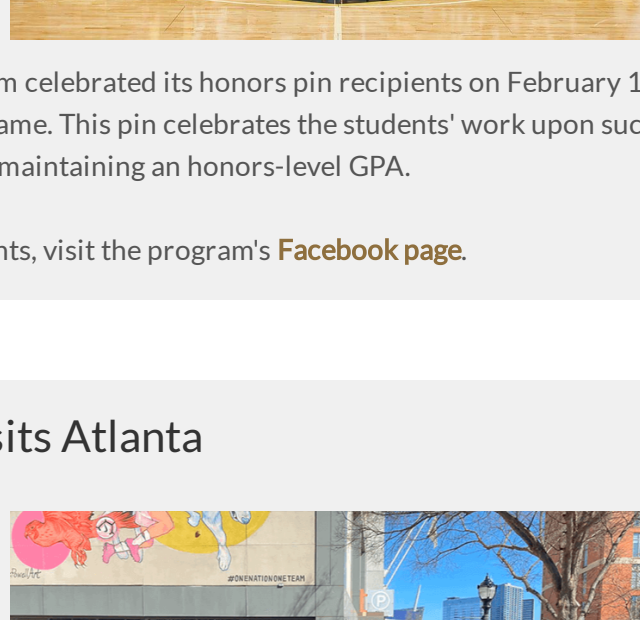 m celebrated its honors pin recipients on February 1
ame. This pin celebrates the students' work upon suc
maintaining an honors-level GPA.
nts, visit the program's Facebook page.
sits Atlanta
#ONENATIONONETEAM
P